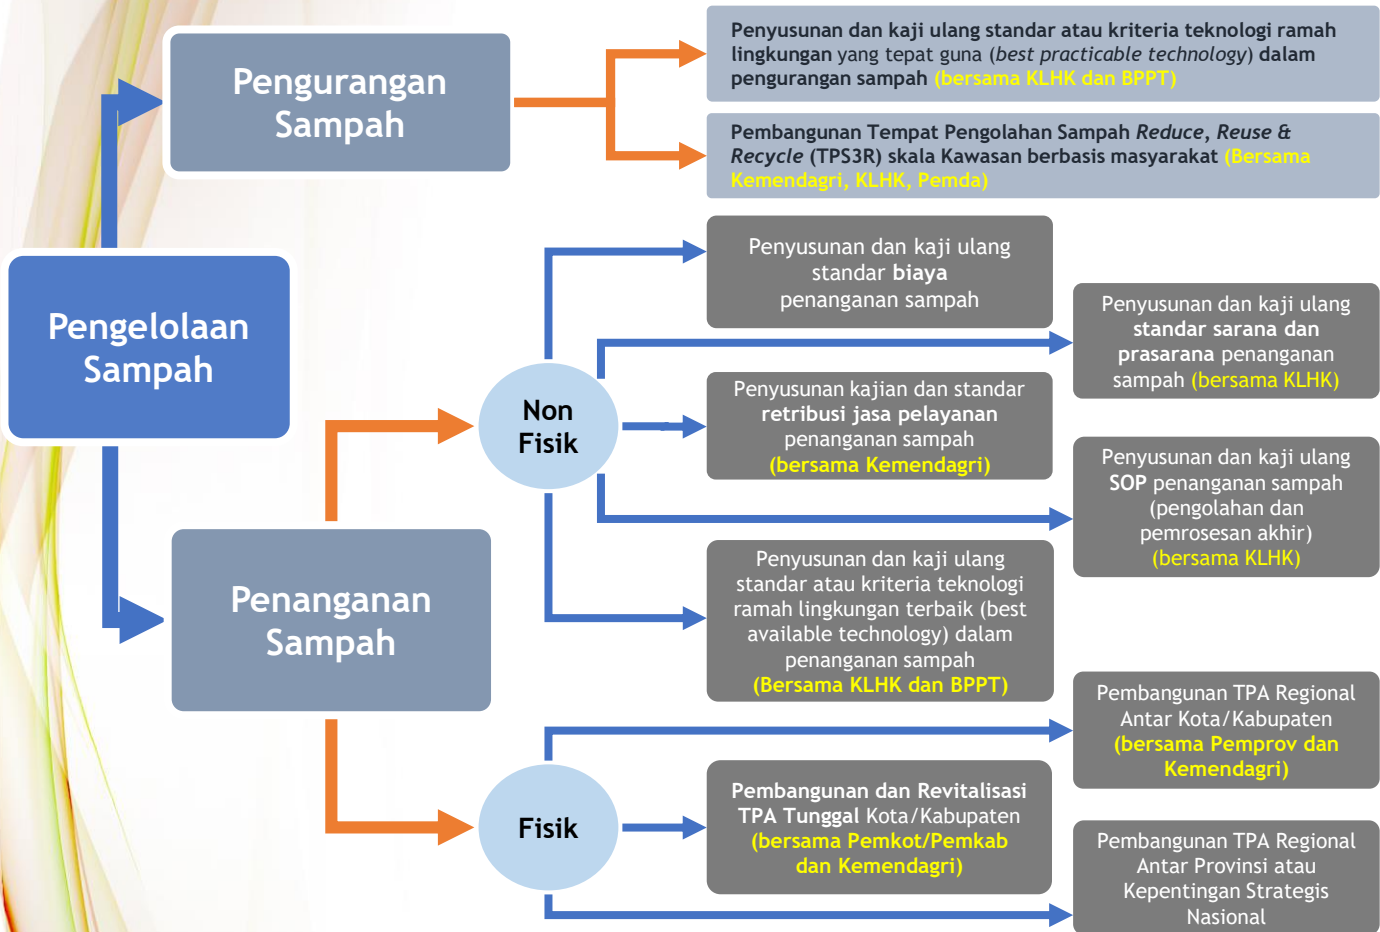 Pengurangan
Sampah
Penyusunan dan kaji ulang standar atau kriteria teknologi ramah
lingkungan yang tepat guna (best practicable technology) dalam
pengurangan sampah (bersama KLHK dan BPPT)
Pembangunan Tempat Pengolahan Sampah Reduce, Reuse &
Recycle (TPS3R) skala Kawasan berbasis masyarakat (Bersama
Kemendagri, KLHK, Pemda)
Pengelolaan
Sampah
Penanganan
Sampah
Non
Fisik
Penyusunan dan kaji ulang
standar biaya
penanganan sampah
Penyusunan dan kaji ulang
standar sarana dan
prasarana penanganan
sampah (bersama KLHK)
Penyusunan kajian dan standar
retribusi jasa pelayanan
penanganan sampah
(bersama Kemendagri)
Penyusunan dan kaji ulang
SOP penanganan sampah
(pengolahan dan
pemrosesan akhir)
(bersama KLHK)
Penyusunan dan kaji ulang
standar atau kriteria teknologi
ramah lingkungan terbaik (best
available technology) dalam
penanganan sampah
(Bersama KLHK dan BPPT)
Fisik
Pembangunan TPA Regional
Antar Kota/Kabupaten
(bersama Pemprov dan
Kemendagri)
Pembangunan dan Revitalisasi
TPA Tunggal Kota/Kabupaten
(bersama Pemkot/Pemkab
dan Kemendagri)
Pembangunan TPA Regional
Antar Provinsi atau
Kepentingan Strategis
Nasional